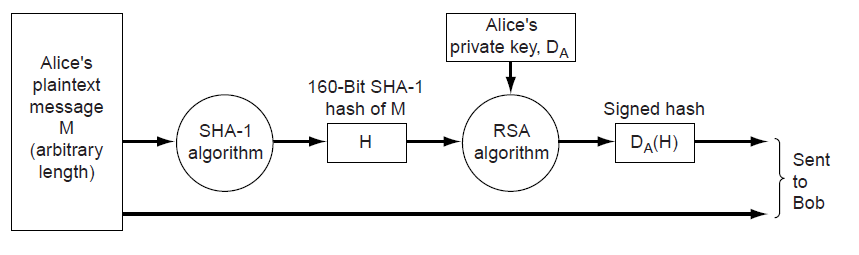 Alice's
plaintext
message
M
(arbitrary
length)
SHA-1
algorithm
160-Bit SHA-1
hash of M
H
Alice's
private key, DA
RSA
algorithm
Signed hash
DA(H)
Sent
to
Bob